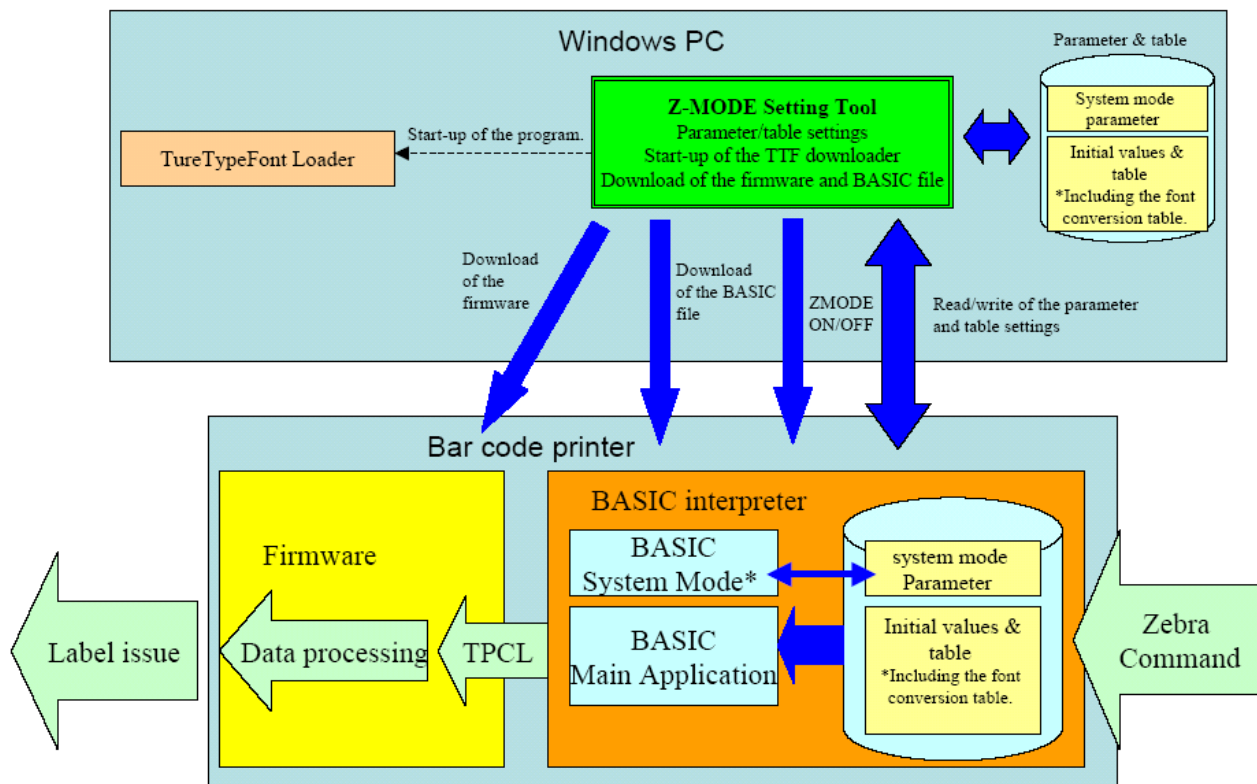 Windows PC
Parameter & table
Z-MODE Setting Tool
Parameter/table settings
Start-up of the TTF downloader
Download of the firmware and BASIC file
System mode
parameter
Initial values &
table
*Including the font
conversion table.
Start-up of the program.
TureTypeFont Loader
Download
of the
firmware
Download
of the BASIC
file
ZMODE
ON/OFF
Read/write of the parameter
and table settings
Bar code printer
BASIC interpreter
Firmware
BASIC
System Mode*
system mode
Parameter
BASIC
Main Application
Initial values &
table
*Including the font
conversion table.
Label issue
Data processing
TPCL
Zebra
Command